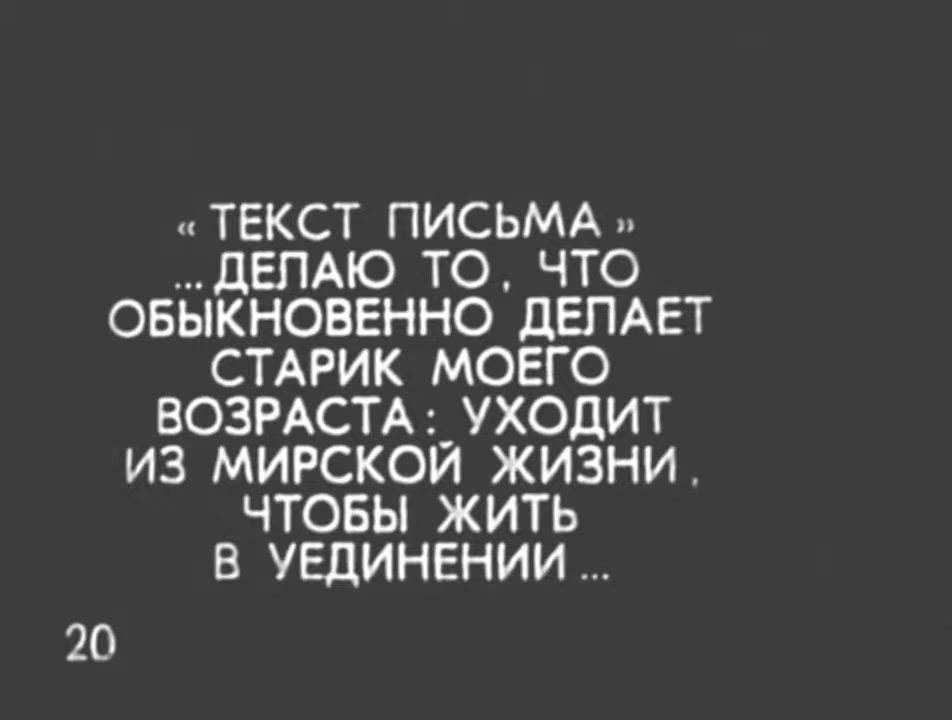 « ТЕКСТ ПИСЬМА »
... ДЕЛАЮ ТО, ЧТО
ОБЫКНОВЕННО ДЕЛАЕТ
СТАРИК МОЕГО
ВОЗРАСТА: УХОДИТ
ИЗ МИРСКОЙ ЖИЗНИ,
ЧТОБЫ ЖИТЬ
В УЕДИНЕНИИ ...
20